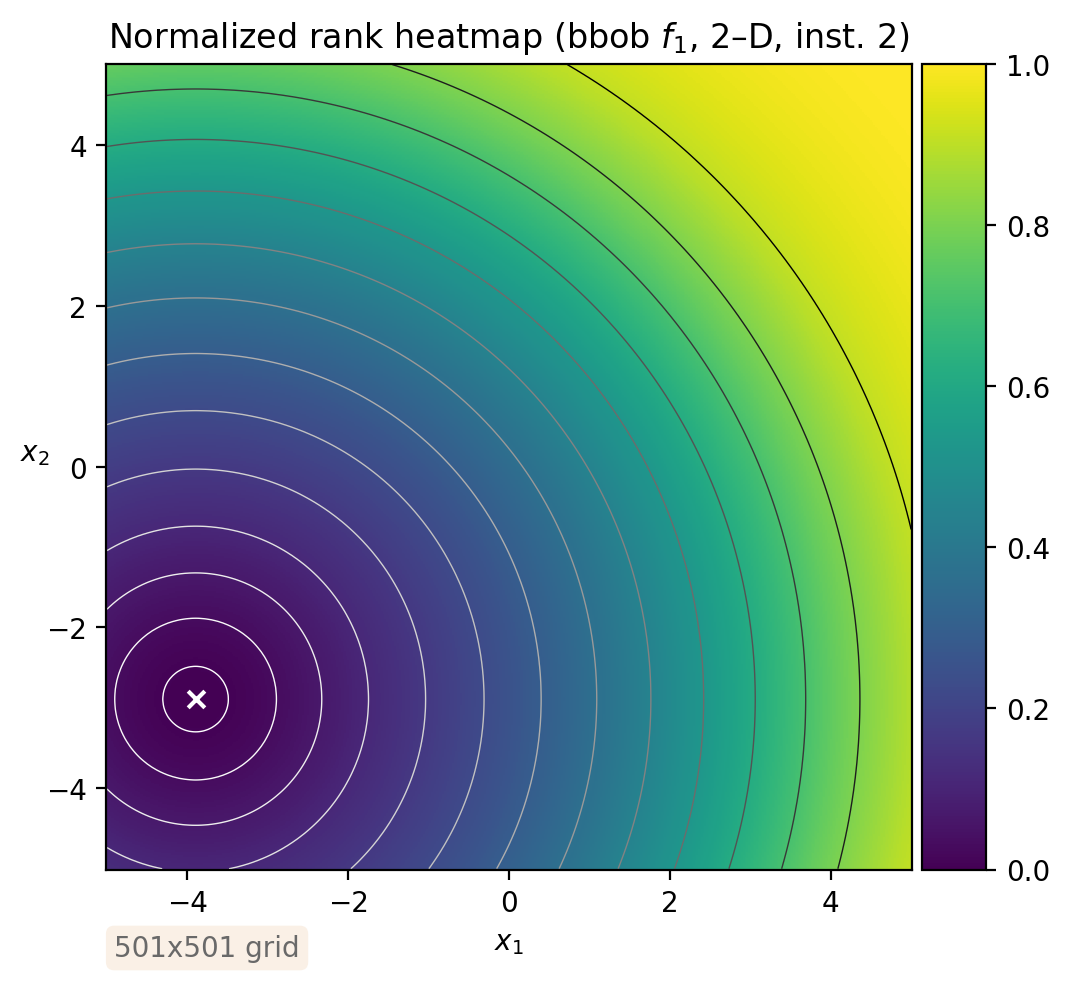 Normalized rank heatmap (bbob f₁, 2–D, inst. 2)
1.0
0.8
0.6
0.4
0.2
0.0
4
2
0
−2
−4
x₂
−4 −2 0 2 4
x₁
501x501 grid